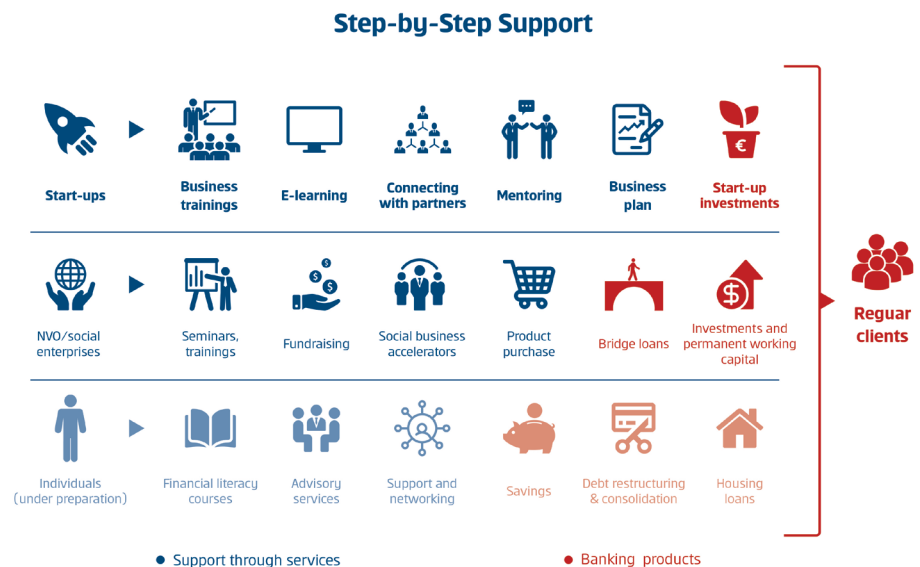 Step-by-Step Support
Start-ups
Business
trainings
E-learning
Connecting
with partners
Mentoring
Business
plan
Start-up
investments
€
NVO/social
enterprises
Seminars,
trainings
$
$
$
Fundraising
Social business
accelerators
Product
purchase
Bridge loans
$
Investments and
permanent working
capital
Reguar
clients
Individuals
(under preparation)
Financial literacy
courses
Advisory
services
Support and
networking
Savings
Debt restructuring
& consolidation
Housing
loans
● Support through services
● Banking products